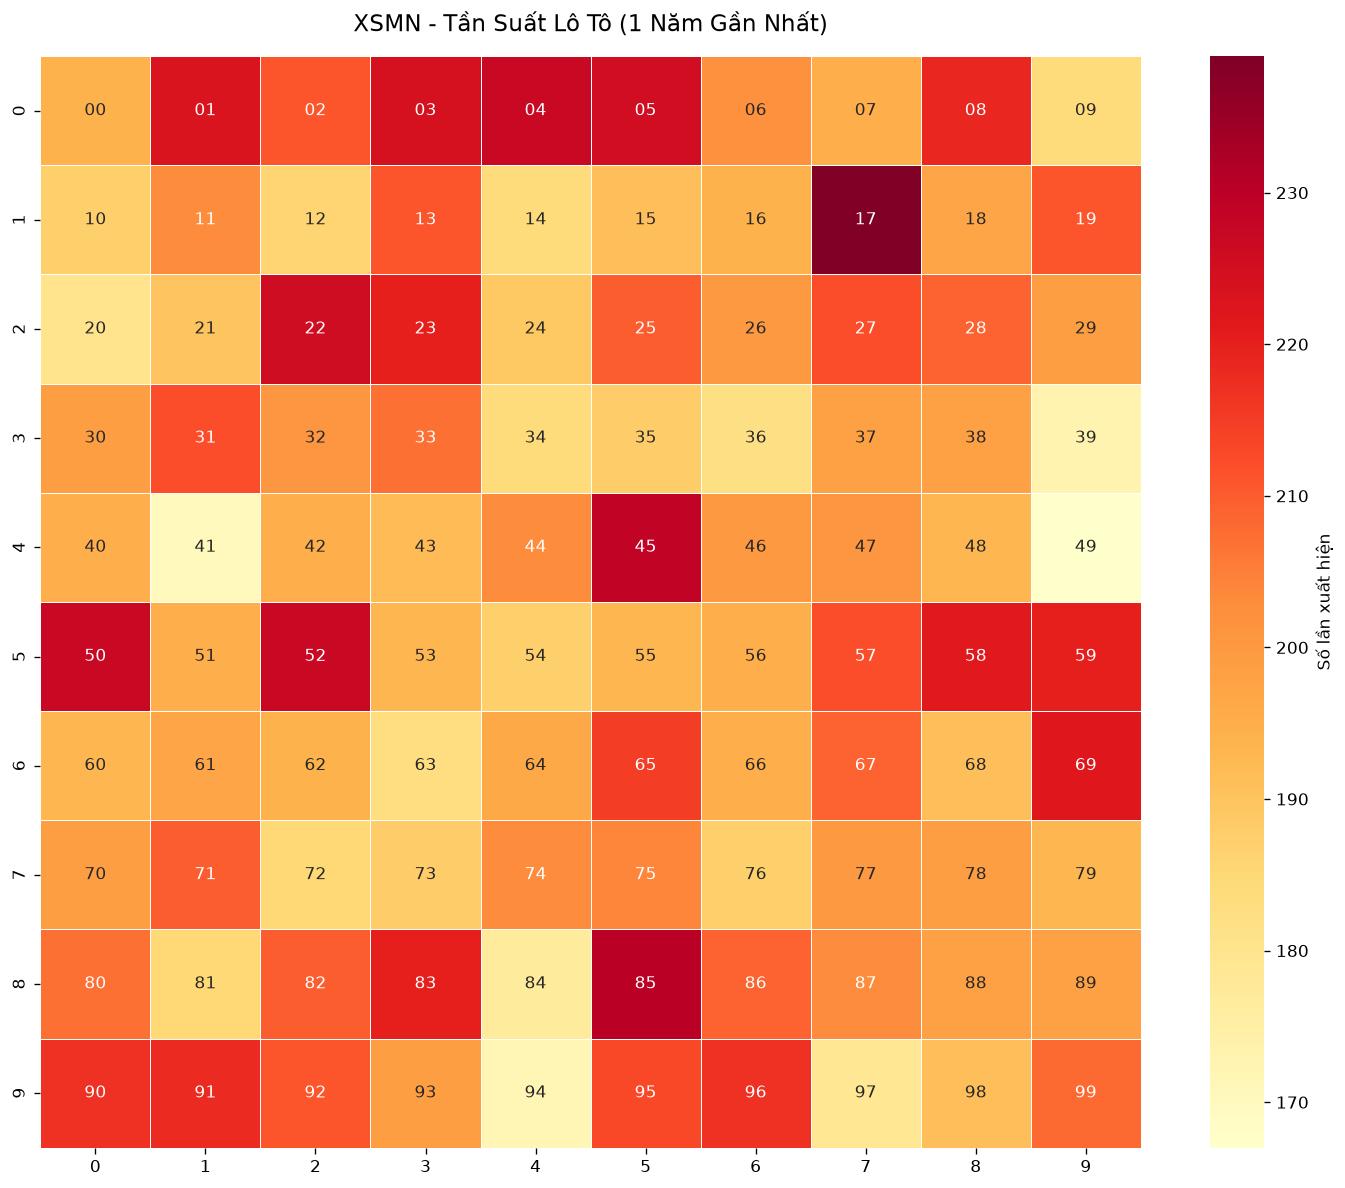 XSMN - Tần Suất Lô Tô (1 Năm Gần Nhất)
0 00 01 02 03 04 05 06 07 08 09
1 10 11 12 13 14 15 16 17 18 19
2 20 21 22 23 24 25 26 27 28 29
3 30 31 32 33 34 35 36 37 38 39
4 40 41 42 43 44 45 46 47 48 49
5 50 51 52 53 54 55 56 57 58 59
6 60 61 62 63 64 65 66 67 68 69
7 70 71 72 73 74 75 76 77 78 79
8 80 81 82 83 84 85 86 87 88 89
9 90 91 92 93 94 95 96 97 98 99
0 1 2 3 4 5 6 7 8 9
230
220
210
200
190
180
170
Số lần xuất hiện